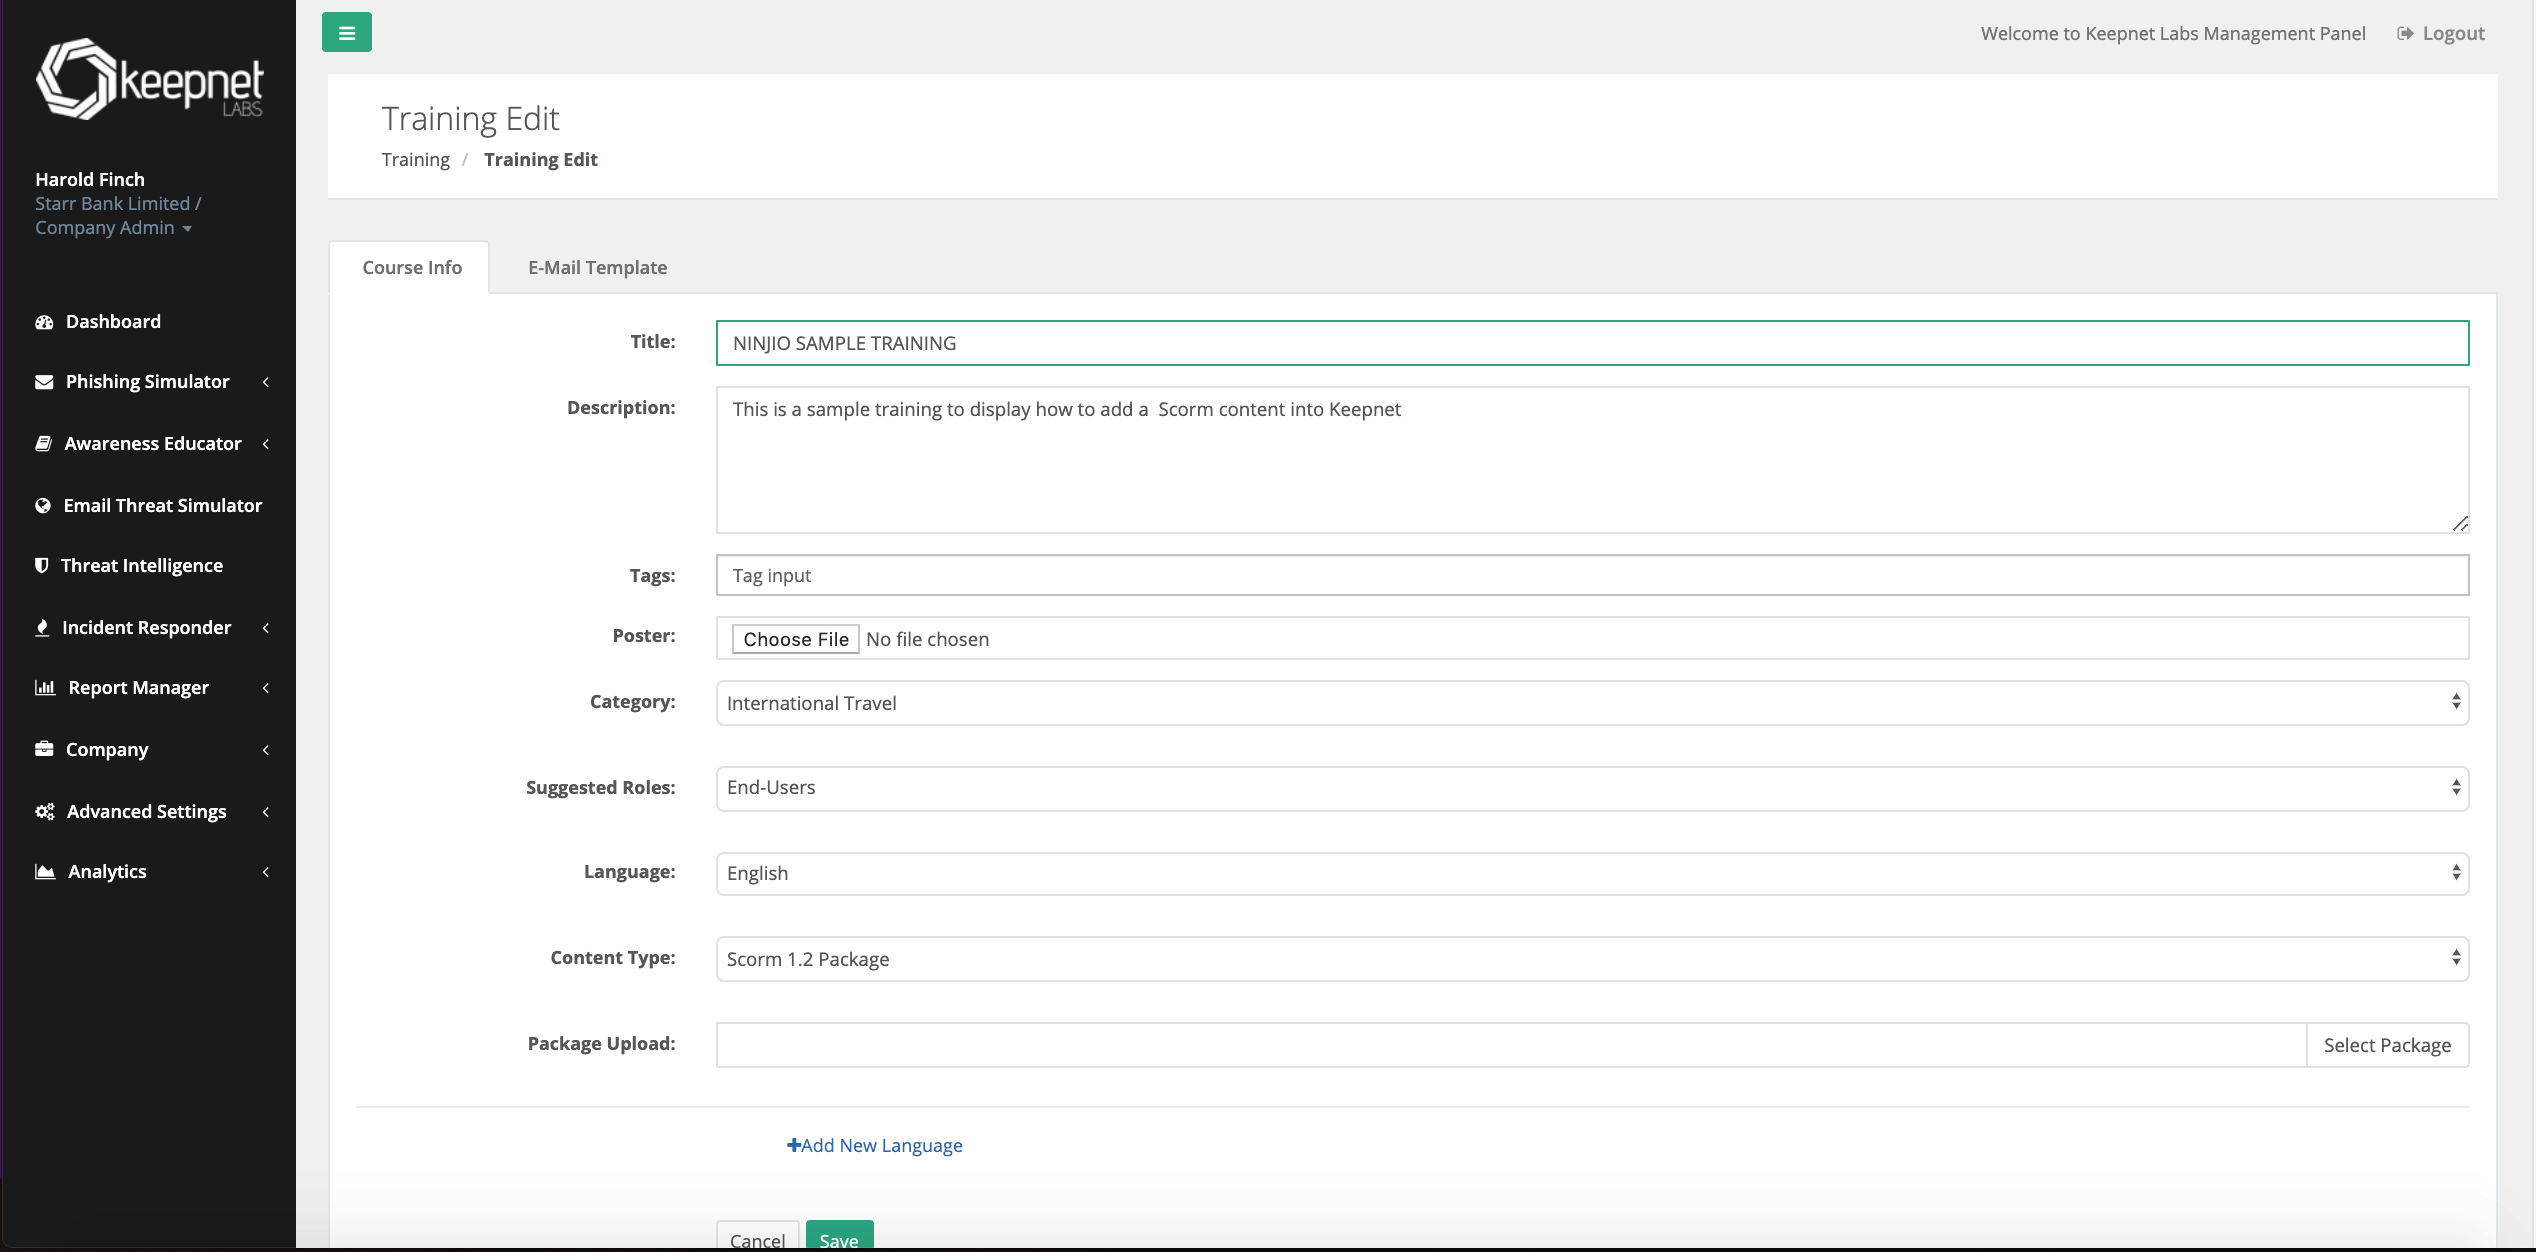 keepnet
LABS
Harold Finch
Starr Bank Limited /
Company Admin
Dashboard
Phishing Simulator
Awareness Educator
Email Threat Simulator
Threat Intelligence
Incident Responder
Report Manager
Company
Advanced Settings
Analytics
Welcome to Keepnet Labs Management Panel
Logout
Training Edit
Training / Training Edit
Course Info
E-Mail Template
Title: NINJIO SAMPLE TRAINING
Description: This is a sample training to display how to add a  Scorm content into Keepnet
Tags: Tag input
Poster: Choose File No file chosen
Category: International Travel
Suggested Roles: End-Users
Language: English
Content Type: Scorm 1.2 Package
Package Upload: Select Package
Add New Language
Cancel Save